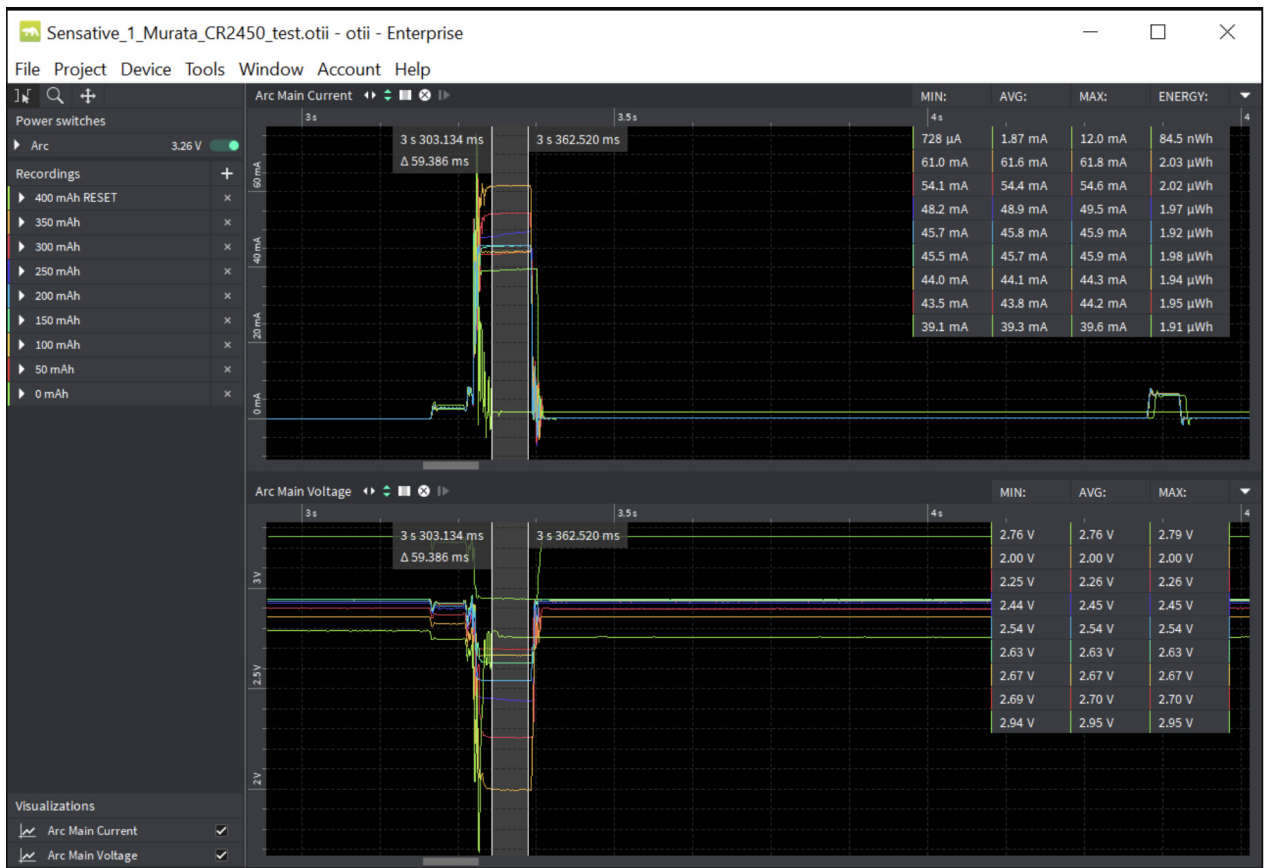 Sensative_1_Murata_CR2450_test.otii - otii - Enterprise
File Project Device Tools Window Account Help
Power switches
Arc 3.26 V
Recordings
400 mAh RESET
350 mAh
300 mAh
250 mAh
200 mAh
150 mAh
100 mAh
50 mAh
0 mAh
Visualizations
Arc Main Current
Arc Main Voltage
Arc Main Current MIN: AVG: MAX: ENERGY:
3 s 3.5 s 4 s 4
3 s 303.134 ms 3 s 362.520 ms
Δ 59.386 ms
728 µA 1.87 mA 12.0 mA 84.5 nWh
61.0 mA 61.6 mA 61.8 mA 2.03 µWh
54.1 mA 54.4 mA 54.6 mA 2.02 µWh
48.2 mA 48.9 mA 49.5 mA 1.97 µWh
45.7 mA 45.8 mA 45.9 mA 1.92 µWh
45.5 mA 45.7 mA 45.9 mA 1.98 µWh
44.0 mA 44.1 mA 44.3 mA 1.94 µWh
43.5 mA 43.8 mA 44.2 mA 1.95 µWh
39.1 mA 39.3 mA 39.6 mA 1.91 µWh
60 mA
40 mA
20 mA
0 mA
Arc Main Voltage MIN: AVG: MAX:
3 s 3.5 s 4 s 4
3 s 303.134 ms 3 s 362.520 ms
Δ 59.386 ms
2.76 V 2.76 V 2.79 V
2.00 V 2.00 V 2.00 V
2.25 V 2.26 V 2.26 V
2.44 V 2.45 V 2.45 V
2.54 V 2.54 V 2.54 V
2.63 V 2.63 V 2.63 V
2.67 V 2.67 V 2.67 V
2.69 V 2.70 V 2.70 V
2.94 V 2.95 V 2.95 V
3 V
2.5 V
2 V